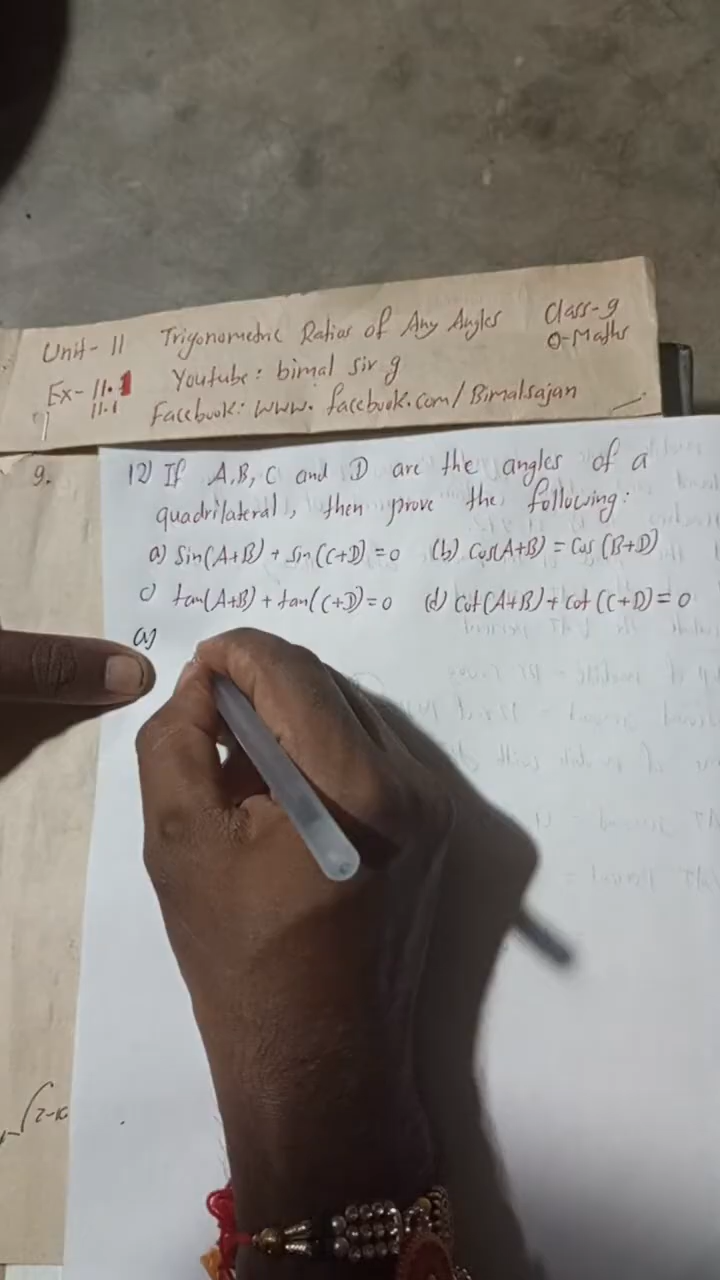 Unit- 11 Trigonometric Ratios of Any Angles Class-9
O-Maths
Ex- 11.1 Youtube: bimal sir g
11.1 Facebook: www.facebook.com/Bimalsajan
9.
12) If A, B, C and D are the angles of a
quadrilateral, then prove the following:
a) Sin(A+B) + sin(C+D) = 0 (b) Cos(A+B) = Cos(B+D)
c) tan(A+B) + tan(C+D) = 0 (d) Cot(A+B) + cot(C+D) = 0
(a)